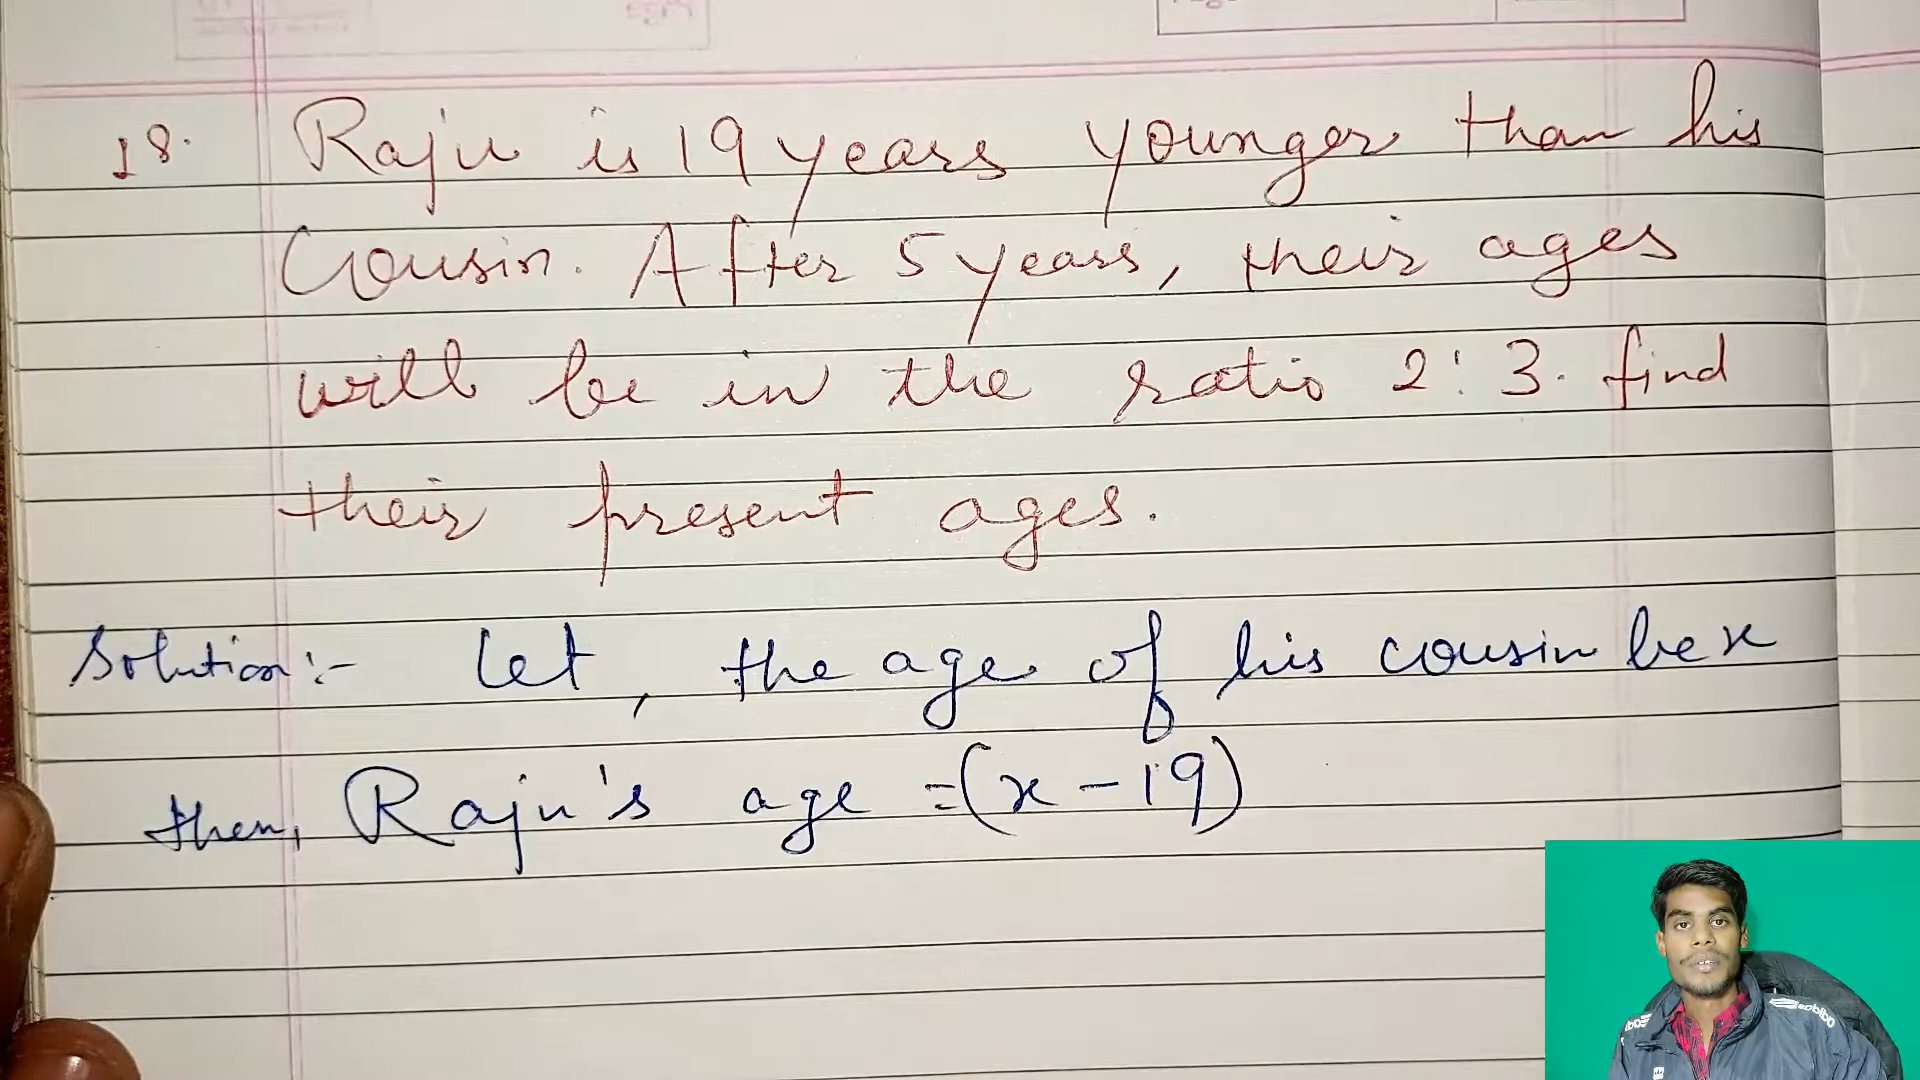 18. Raju is 19 years younger than his
Cousin. After 5 years, their ages
will be in the ratio 2:3. find
their present ages.
Solution:- Let, the age of his cousin be x
then, Raju's age = (x - 19)